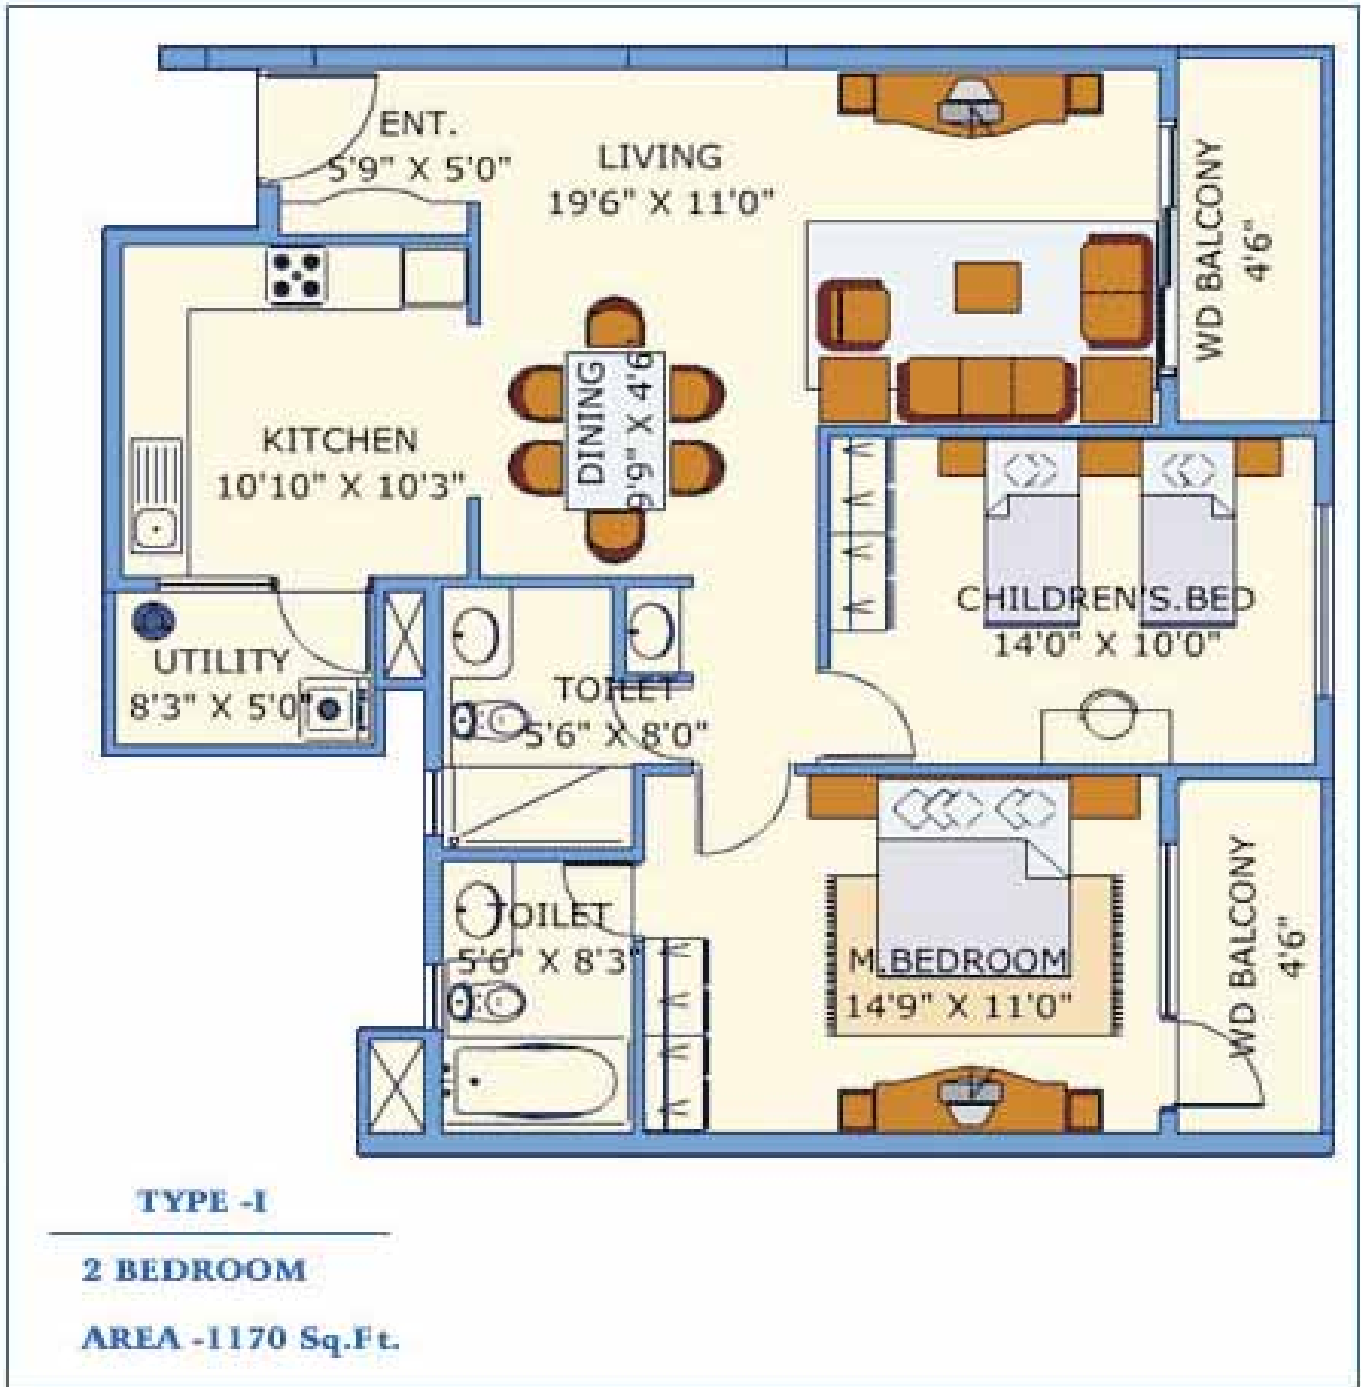 ENT.
5'9" X 5'0"
LIVING
19'6" X 11'0"
WD BALCONY
4'6"
DINING
9'9" X 4'6"
KITCHEN
10'10" X 10'3"
CHILDREN'S.BED
14'0" X 10'0"
UTILITY
8'3" X 5'0"
TOILET
5'6" X 8'0"
TOILET
5'6" X 8'3"
M.BEDROOM
14'9" X 11'0"
WD BALCONY
4'6"
TYPE -I
2 BEDROOM
AREA -1170 Sq.Ft.